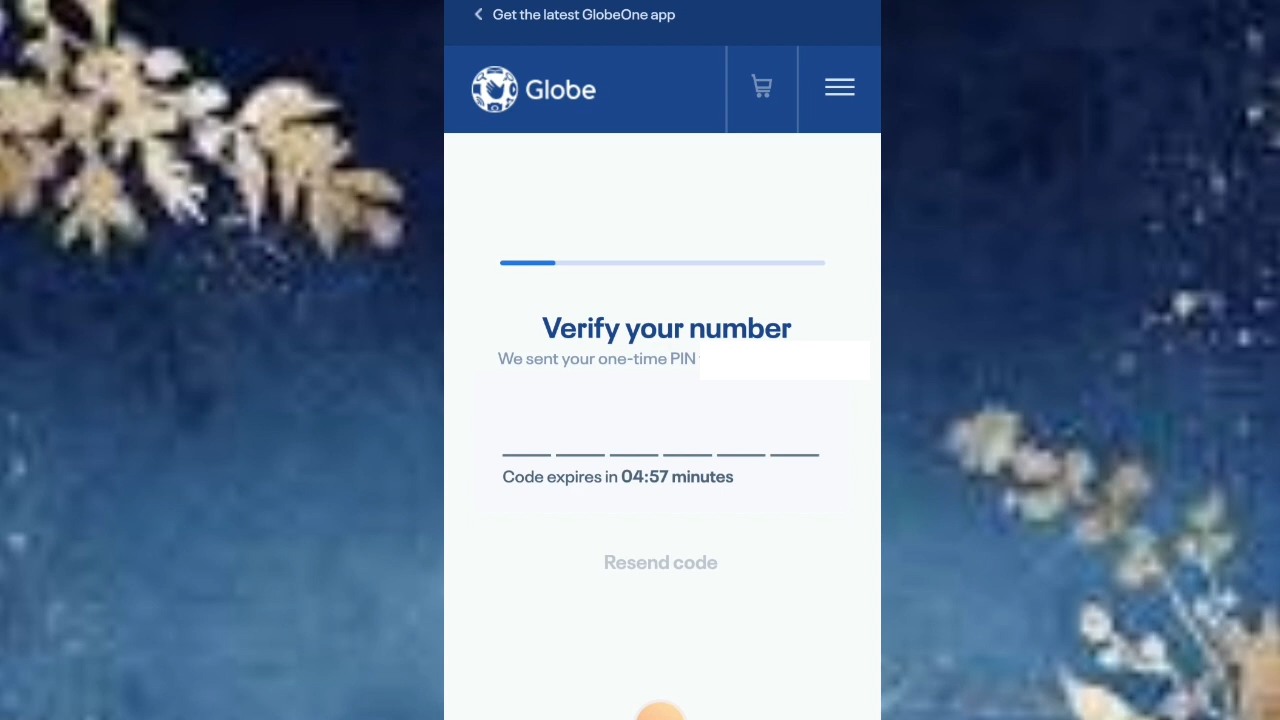 Get the latest GlobeOne app
Globe
Verify your number
We sent your one-time PIN
Code expires in 04:57 minutes
Resend code